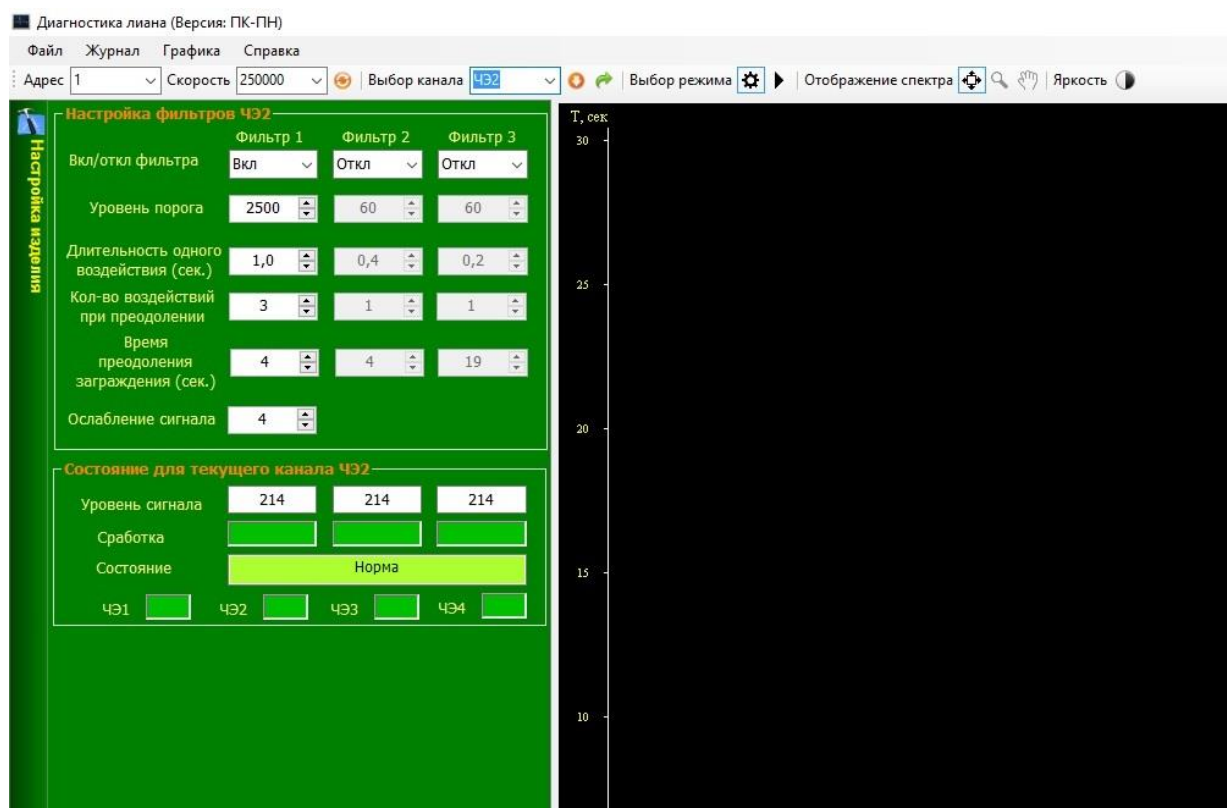 Диагностика лиана (Версия: ПК-ПН)
Файл Журнал Графика Справка
Адрес 1 Скорость 250000 Выбор канала ЧЭ2 Выбор режима Отображение спектра Яркость
Настройка изделия
Настройка фильтров ЧЭ2
Фильтр 1 Фильтр 2 Фильтр 3
Вкл/откл фильтра Вкл Откл Откл
Уровень порога 2500 60 60
Длительность одного
воздействия (сек.) 1,0 0,4 0,2
Кол-во воздействий
при преодолении 3 1 1
Время
преодоления 4 4 19
заграждения (сек.)
Ослабление сигнала 4
Состояние для текущего канала ЧЭ2
Уровень сигнала 214 214 214
Сработка
Состояние Норма
ЧЭ1 ЧЭ2 ЧЭ3 ЧЭ4
T, сек
30
25
20
15
10